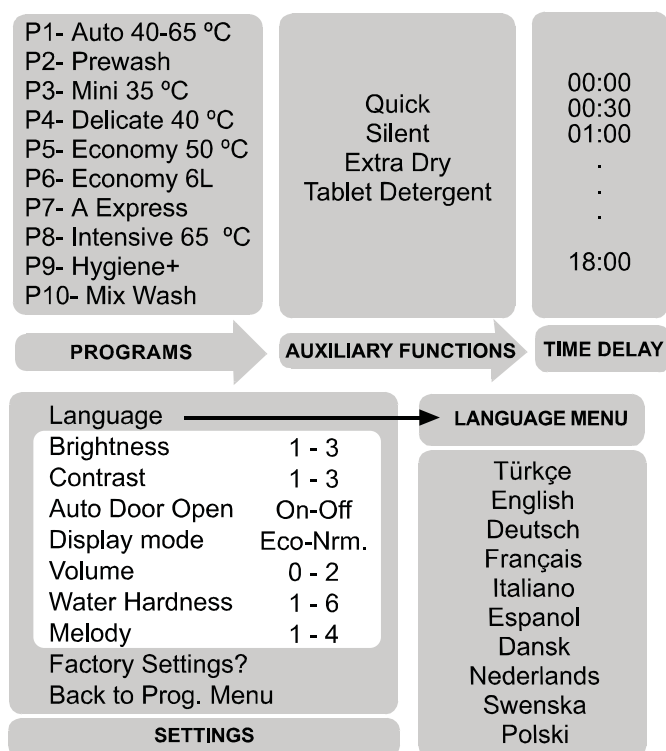 P1- Auto 40-65 ºC
P2- Prewash
P3- Mini 35 ºC
P4- Delicate 40 ºC
P5- Economy 50 ºC
P6- Economy 6L
P7- A Express
P8- Intensive 65 ºC
P9- Hygiene+
P10- Mix Wash
PROGRAMS
Quick
Silent
Extra Dry
Tablet Detergent
AUXILIARY FUNCTIONS
00:00
00:30
01:00
.
.
.
18:00
TIME DELAY
Language
Brightness 1 - 3
Contrast 1 - 3
Auto Door Open On-Off
Display mode Eco-Nrm.
Volume 0 - 2
Water Hardness 1 - 6
Melody 1 - 4
Factory Settings?
Back to Prog. Menu
SETTINGS
LANGUAGE MENU
Türkçe
English
Deutsch
Français
Italiano
Espanol
Dansk
Nederlands
Swenska
Polski